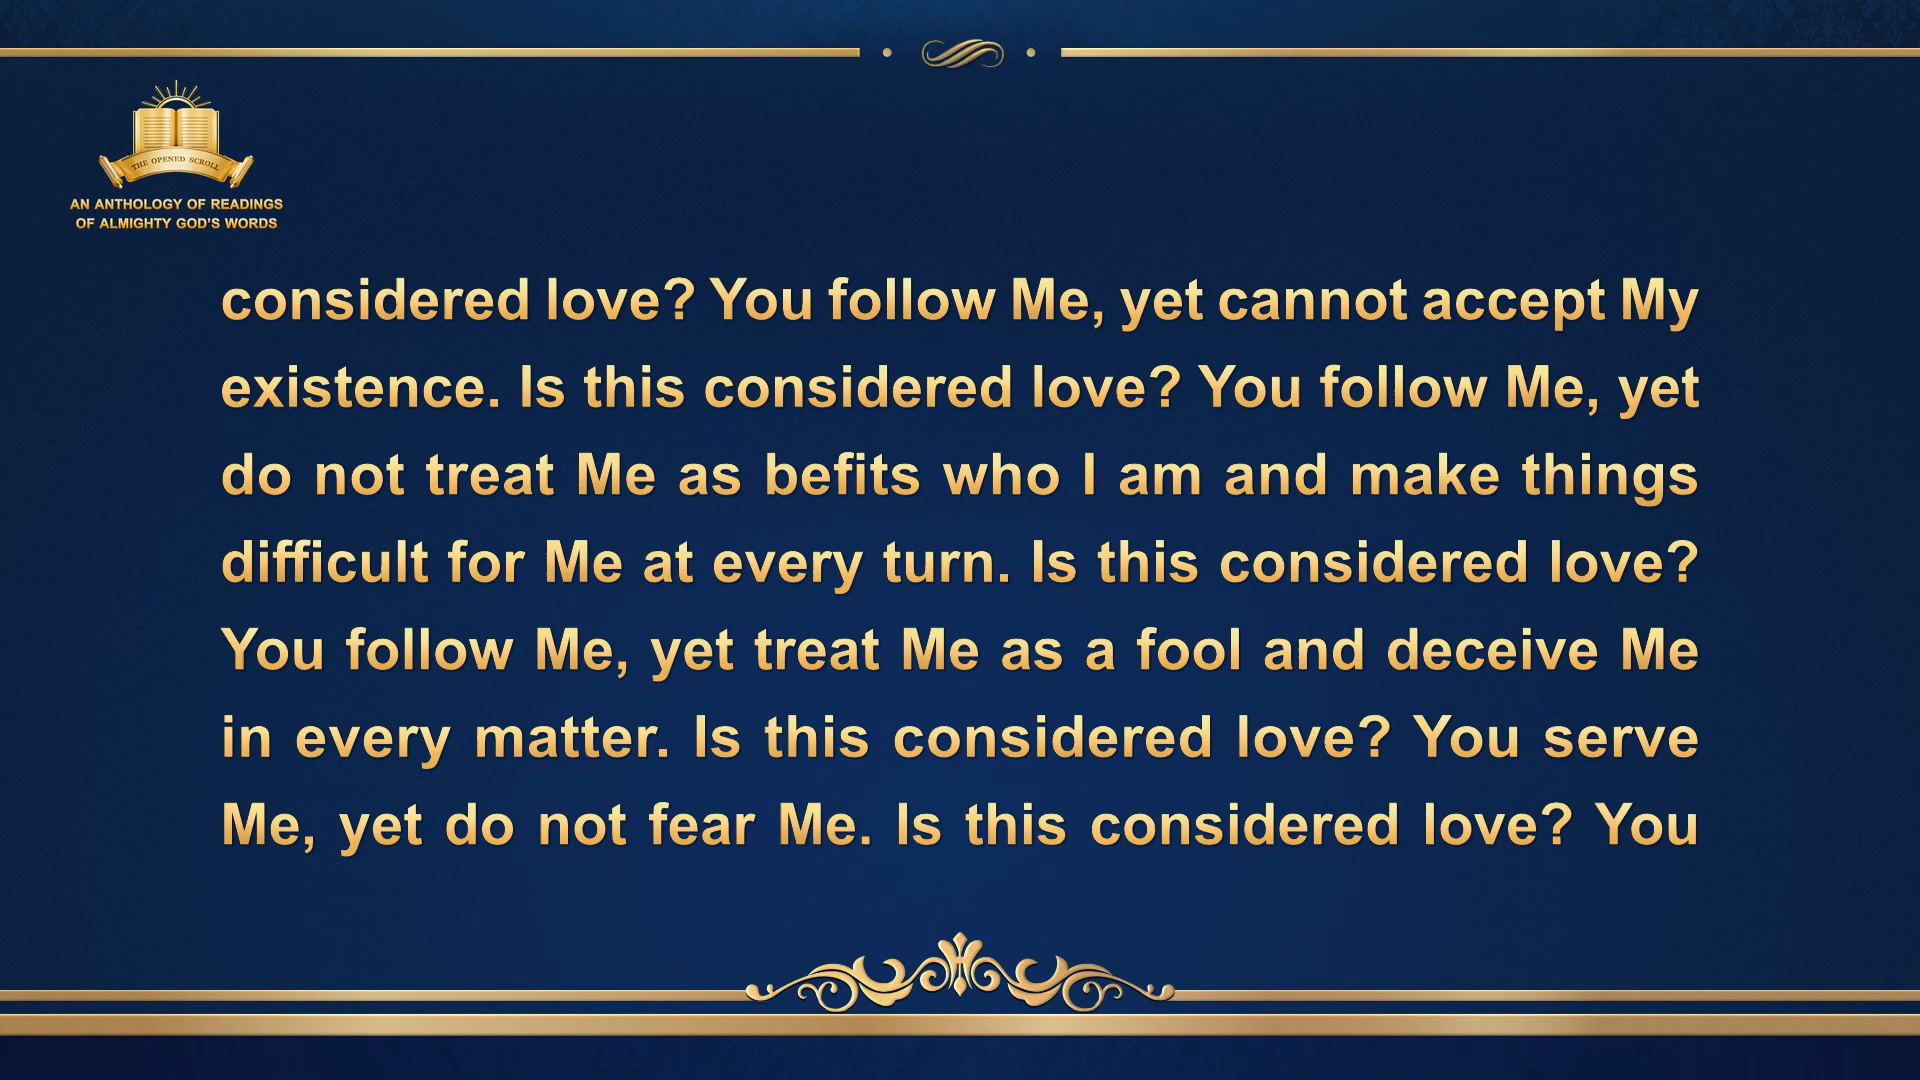 THE OPENED SCROLL
AN ANTHOLOGY OF READINGS
OF ALMIGHTY GOD'S WORDS
considered love? You follow Me, yet cannot accept My
existence. Is this considered love? You follow Me, yet
do not treat Me as befits who I am and make things
difficult for Me at every turn. Is this considered love?
You follow Me, yet treat Me as a fool and deceive Me
in every matter. Is this considered love? You serve
Me, yet do not fear Me. Is this considered love? You